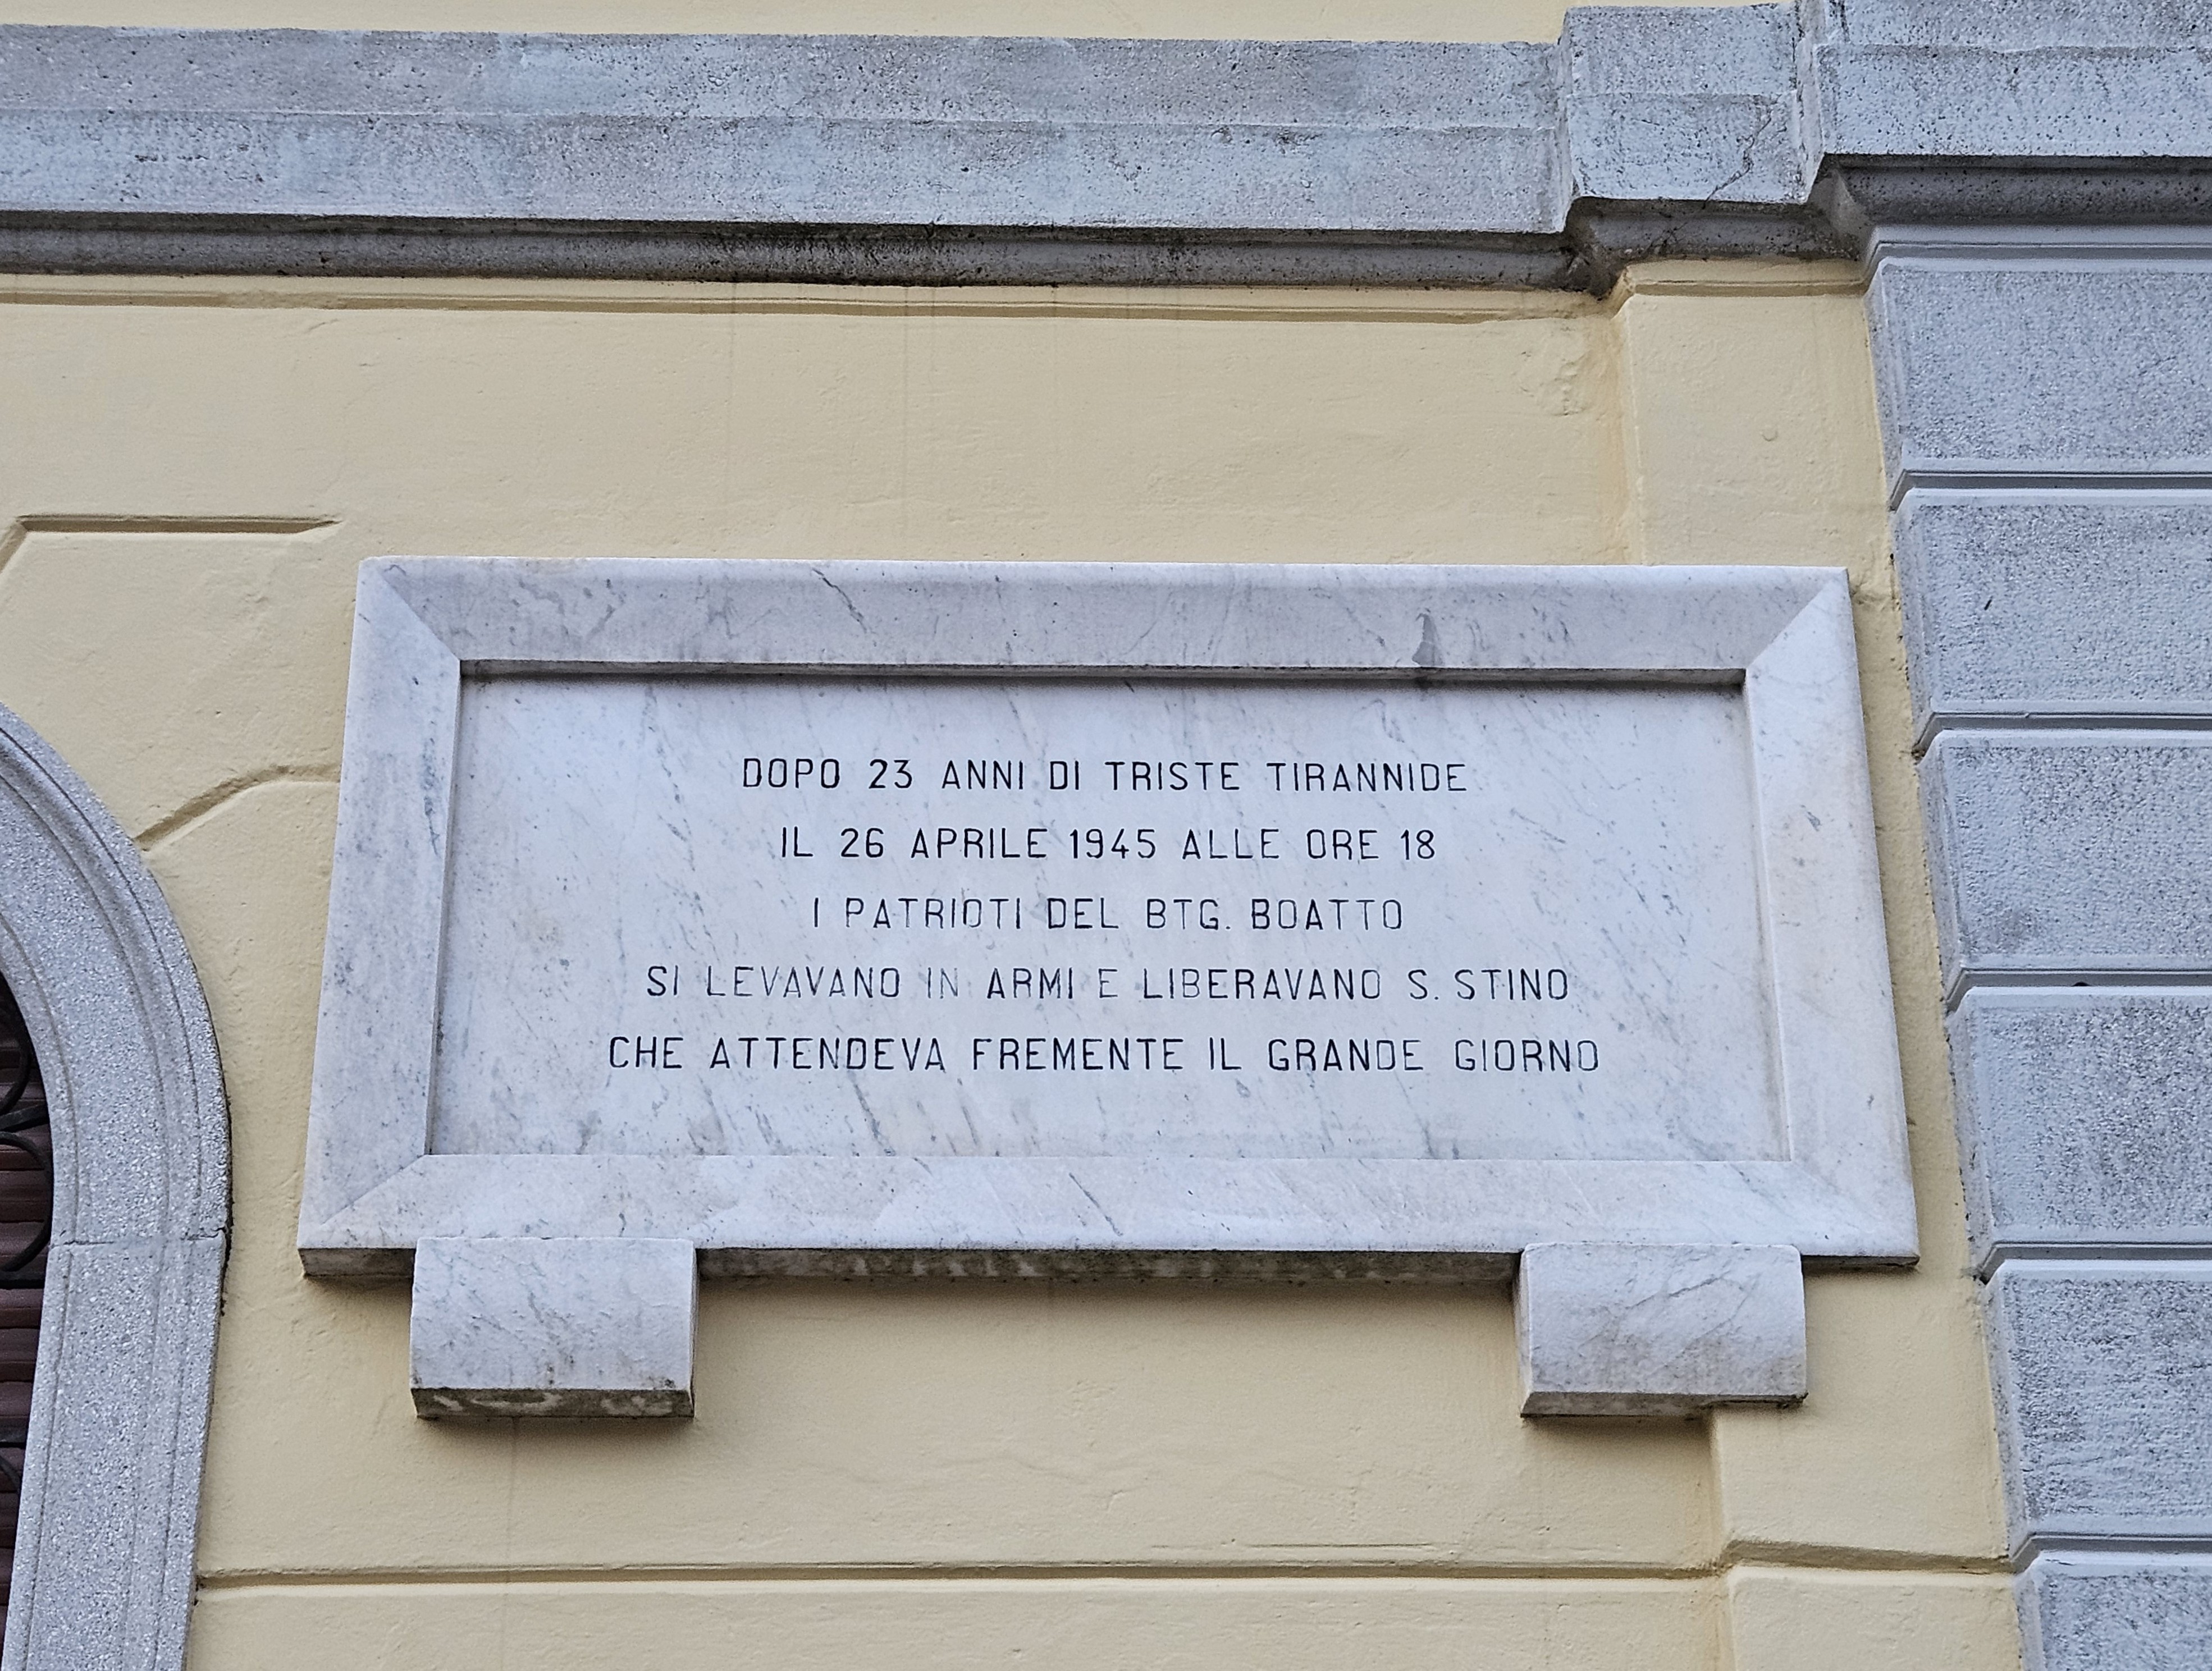 DOPO 23 ANNI DI TRISTE TIRANNIDE
IL 26 APRILE 1945 ALLE ORE 18
I PATRIOTI DEL BTG. BOATTO
SI LEVAVANO IN ARMI E LIBERAVANO S. STINO
CHE ATTENDEVA FREMENTE IL GRANDE GIORNO